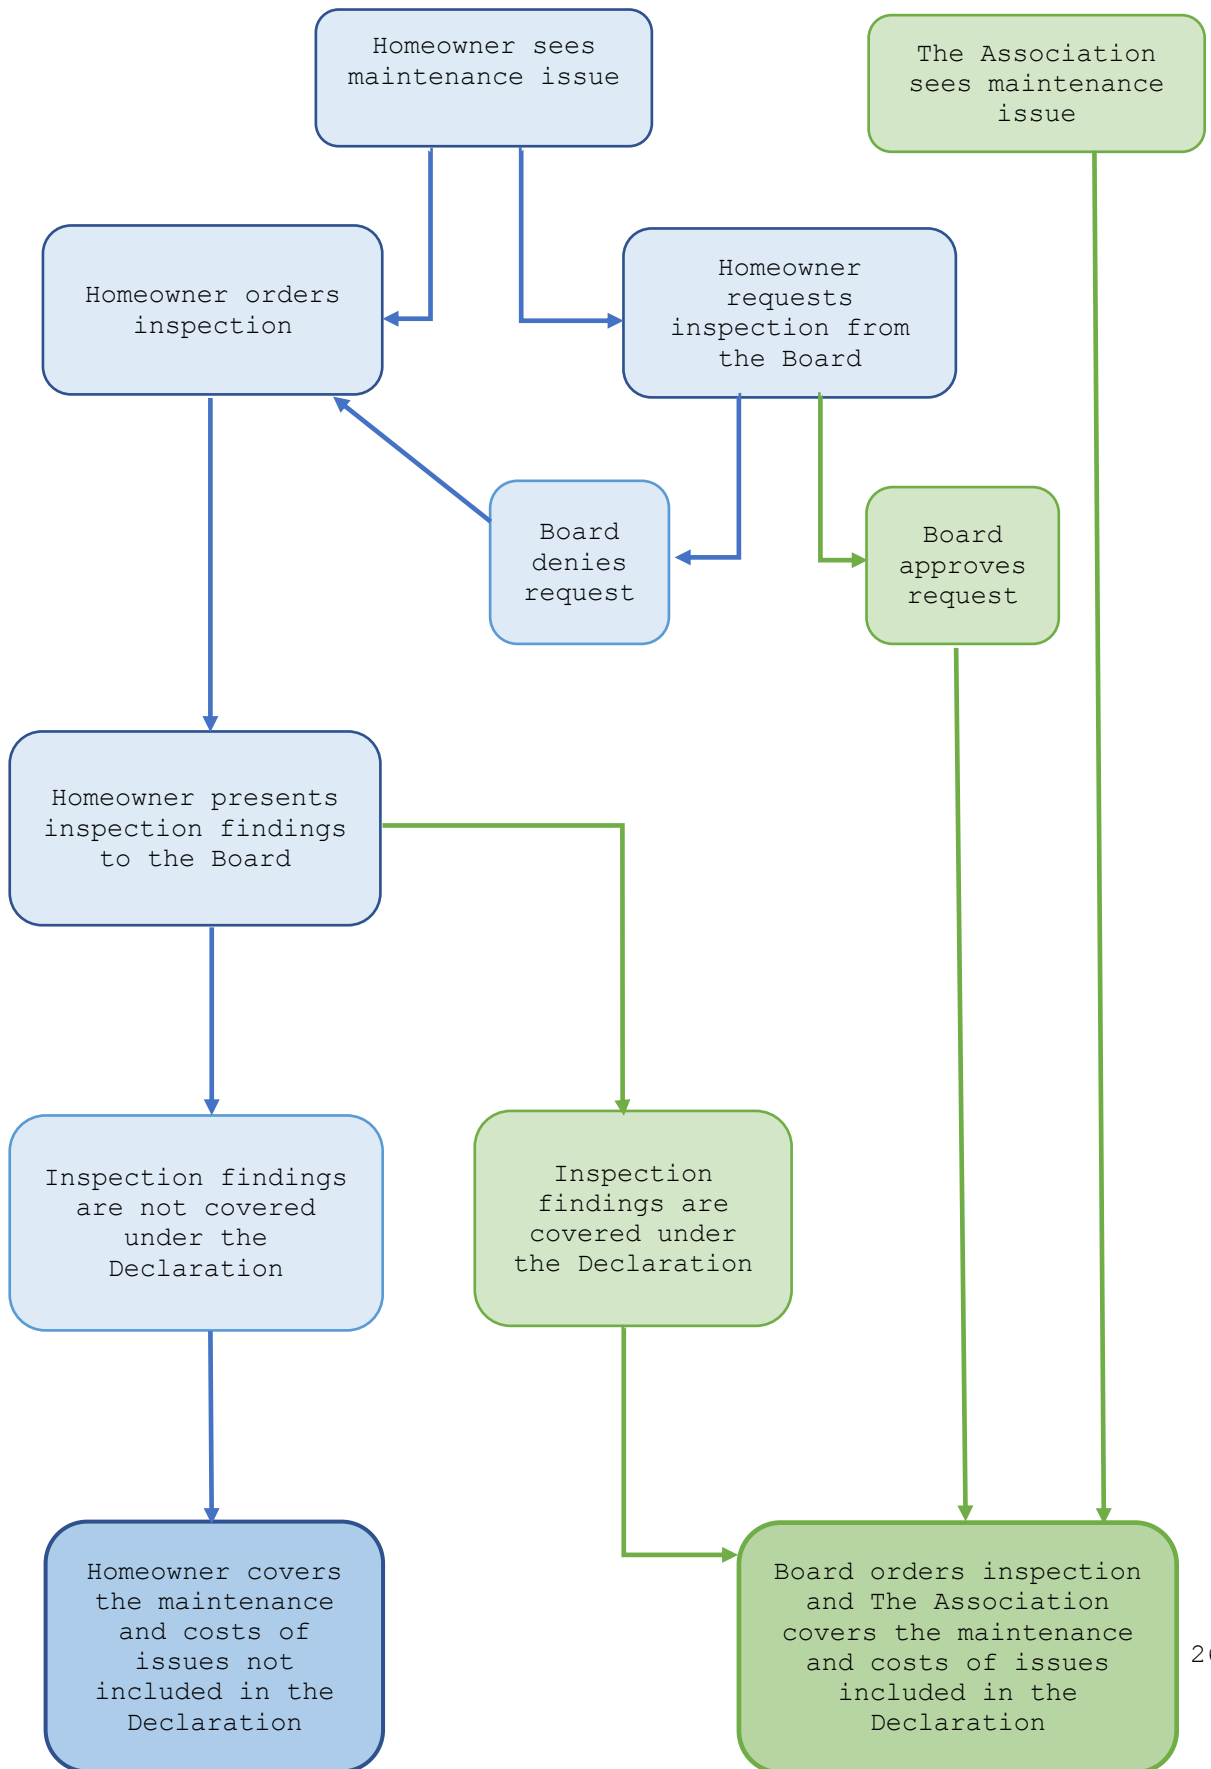 Homeowner sees
maintenance issue
The Association
sees maintenance
issue
Homeowner orders
inspection
Homeowner
requests
inspection from
the Board
Board
denies
request
Board
approves
request
Homeowner presents
inspection findings
to the Board
Inspection findings
are not covered
under the
Declaration
Inspection
findings are
covered under
the Declaration
Homeowner covers
the maintenance
and costs of
issues not
included in the
Declaration
Board orders inspection
and The Association
covers the maintenance
and costs of issues
included in the
Declaration